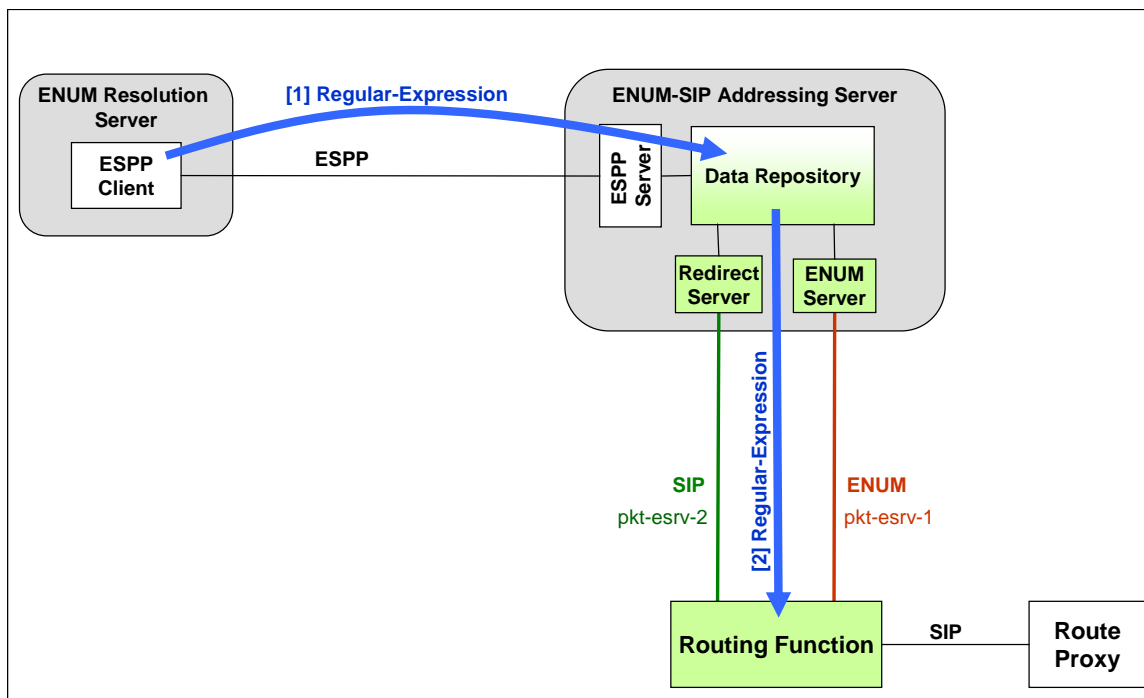 ENUM Resolution
Server
ESPP
Client
[1] Regular-Expression
ESPP
ENUM-SIP Addressing Server
ESPP
Server
Data Repository
Redirect
Server
ENUM
Server
SIP
pkt-esrv-2
[2] Regular-Expression
ENUM
pkt-esrv-1
Routing Function
SIP
Route
Proxy